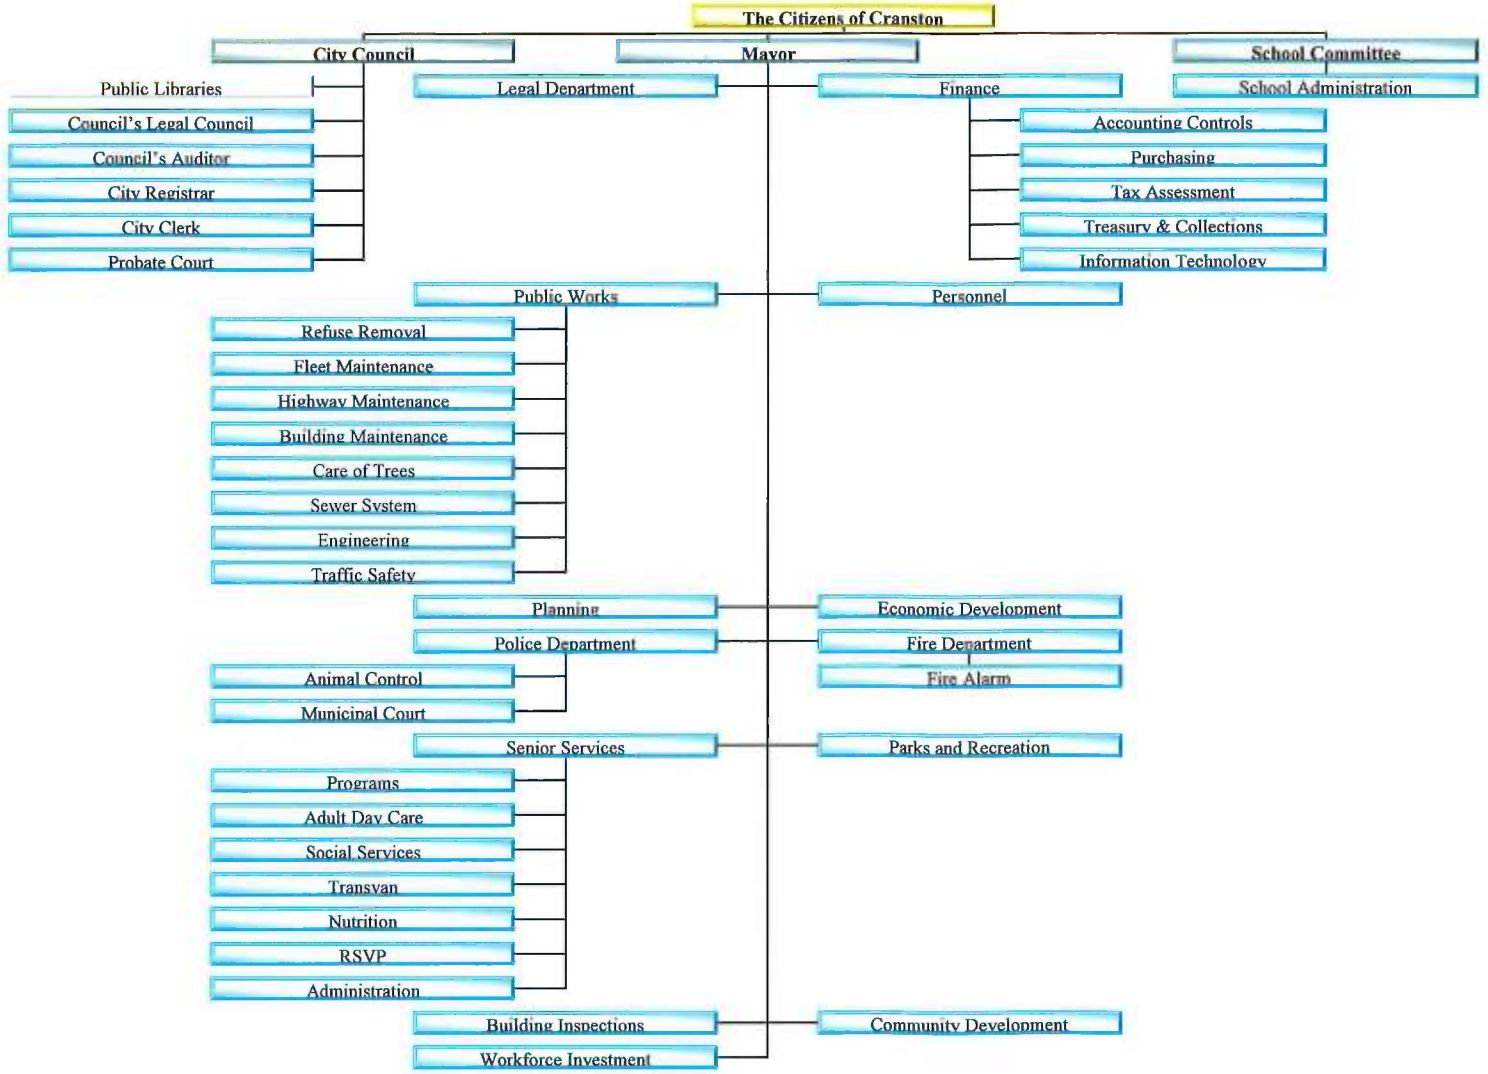 The Citizens of Cranston
City Council
Mayor
School Committee
Public Libraries
Legal Department
Finance
School Administration
Council's Legal Council
Accounting Controls
Council's Auditor
Purchasing
City Registrar
Tax Assessment
City Clerk
Treasury & Collections
Probate Court
Information Technology
Public Works
Personnel
Refuse Removal
Fleet Maintenance
Highway Maintenance
Building Maintenance
Care of Trees
Sewer System
Engineering
Traffic Safety
Planning
Economic Development
Police Department
Fire Department
Animal Control
Fire Alarm
Municipal Court
Senior Services
Parks and Recreation
Programs
Adult Day Care
Social Services
Transvan
Nutrition
RSVP
Administration
Building Inspections
Community Development
Workforce Investment